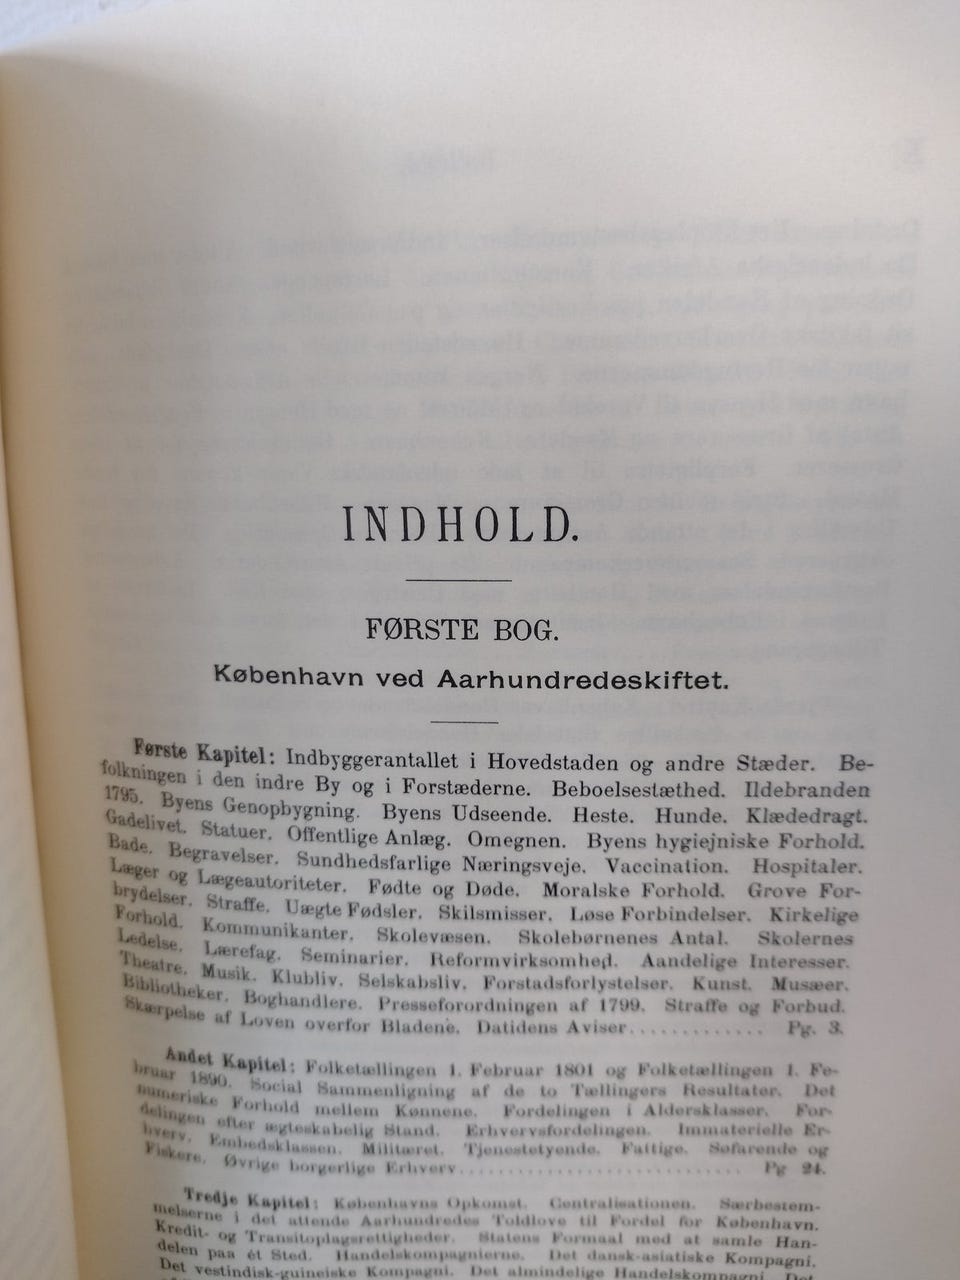 INDHOLD.
FØRSTE BOG.
København ved Aarhundredeskiftet.
Første Kapitel: Indbyggerantallet i Hovedstaden og andre Stæder. Be-
folkningen i den indre By og i Forstæderne. Beboelsestæthed. Ildebranden
1795. Byens Genopbygning. Byens Udseende. Heste. Hunde. Klædedragt.
Gadelivet. Statuer. Offentlige Anlæg. Omegnen. Byens hygiejniske Forhold.
Bade. Begravelser. Sundhedsfarlige Næringsveje. Vaccination. Hospitaler.
Læger og Lægeautoriteter. Fødte og Døde. Moralske Forhold. Grove For-
brydelser. Straffe. Uægte Fødsler. Skilsmisser. Løse Forbindelser. Kirkelige
Forhold. Kommunikanter. Skolevæsen. Skolebørnenes Antal. Skolernes
Ledelse. Lærefag. Seminarier. Reformvirksomhed. Aandelige Interesser.
Theatre. Musik. Klubliv. Selskabsliv. Forstadsforlystelser. Kunst. Musæer.
Bibliotheker. Boghandlere. Presseforordningen af 1799. Straffe og Forbud.
Skærpelse af Loven overfor Bladene. Datidens Aviser............. Pg. 3.
Andet Kapitel: Folketællingen 1. Februar 1801 og Folketællingen 1. Fe-
bruar 1890. Social Sammenligning af de to Tællingers Resultater. Det
numeriske Forhold mellem Kønnene. Fordelingen i Aldersklasser. For-
delingen efter ægteskabelig Stand. Erhvervsfordelingen. Immaterielle Er-
hverv. Embedsklassen. Militæret. Tjenestetyende. Fattige. Søfarende og
Fiskere. Øvrige borgerlige Erhverv............................ Pg 24.
Tredje Kapitel: Københavns Opkomst. Centralisationen. Særbestem-
melserne i det attende Aarhundredes Toldlove til Fordel for København.
Kredit- og Transitoplagsrettigheder. Statens Formaal med at samle Han-
delen paa ét Sted. Handelskompagnierne. Det dansk-asiatiske Kompagni.
Det vestindisk-guineiske Kompagni. Det almindelige Handelskompagni. Det